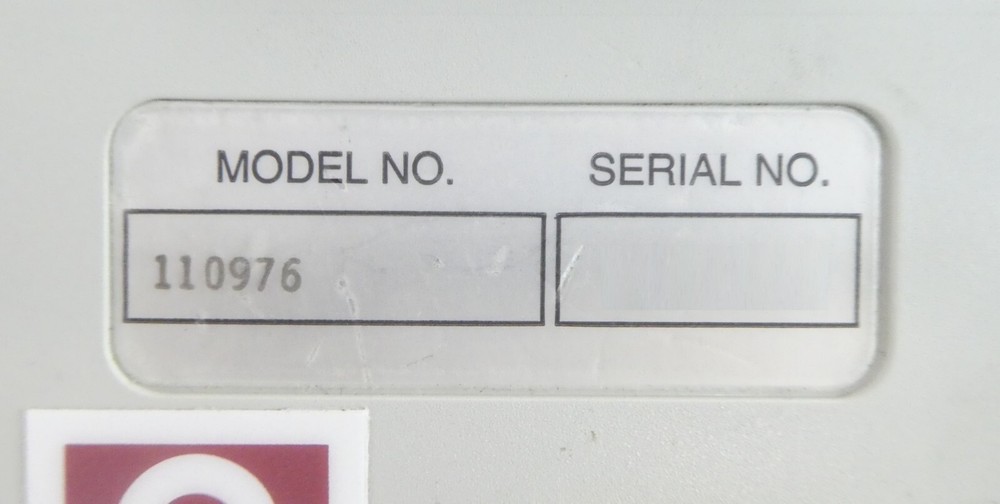 MODEL NO. SERIAL NO.
110976